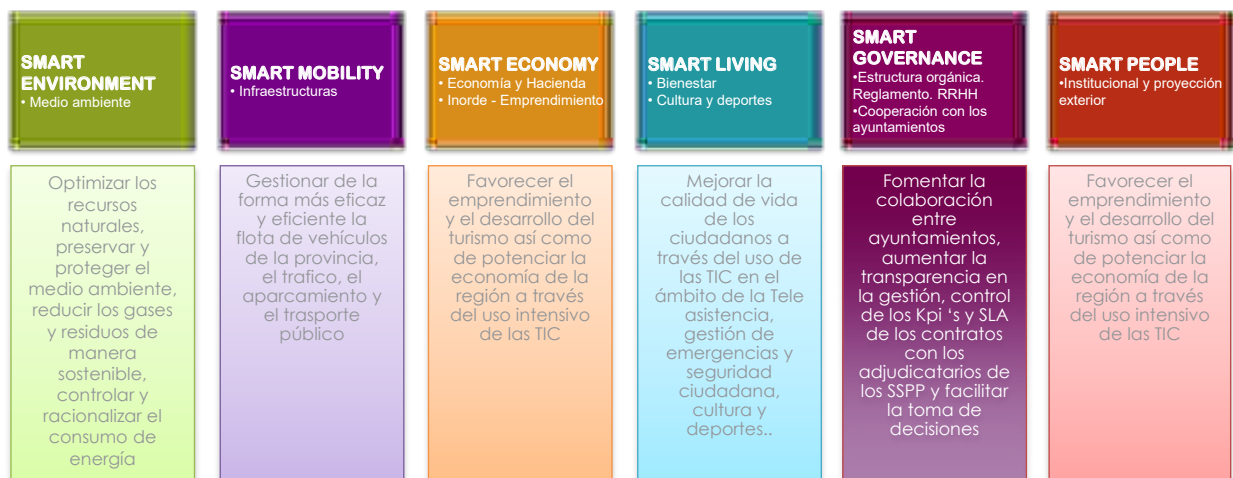 SMART
ENVIRONMENT
• Medio ambiente
SMART MOBILITY
• Infraestructuras
SMART ECONOMY
• Economía y Hacienda
• Inorde - Emprendimiento
SMART LIVING
• Bienestar
• Cultura y deportes
SMART
GOVERNANCE
•Estructura orgánica.
Reglamento. RRHH
•Cooperación con los
ayuntamientos
SMART PEOPLE
•Institucional y proyección
exterior
Optimizar los
recursos
naturales,
preservar y
proteger el
medio ambiente,
reducir los gases
y residuos de
manera
sostenible,
controlar y
racionalizar el
consumo de
energía
Gestionar de la
forma más eficaz
y eficiente la
flota de vehículos
de la provincia,
el trafico, el
aparcamiento y
el trasporte
público
Favorecer el
emprendimiento
y el desarrollo del
turismo así como
de potenciar la
economía de la
región a través
del uso intensivo
de las TIC
Mejorar la
calidad de vida
de los
ciudadanos a
través del uso de
las TIC en el
ámbito de la Tele
asistencia,
gestión de
emergencias y
seguridad
ciudadana,
cultura y
deportes..
Fomentar la
colaboración
entre
ayuntamientos,
aumentar la
transparencia en
la gestión, control
de los Kpi ‘s y SLA
de los contratos
con los
adjudicatarios de
los SSPP y facilitar
la toma de
decisiones
Favorecer el
emprendimiento
y el desarrollo del
turismo así como
de potenciar la
economía de la
región a través
del uso intensivo
de las TIC